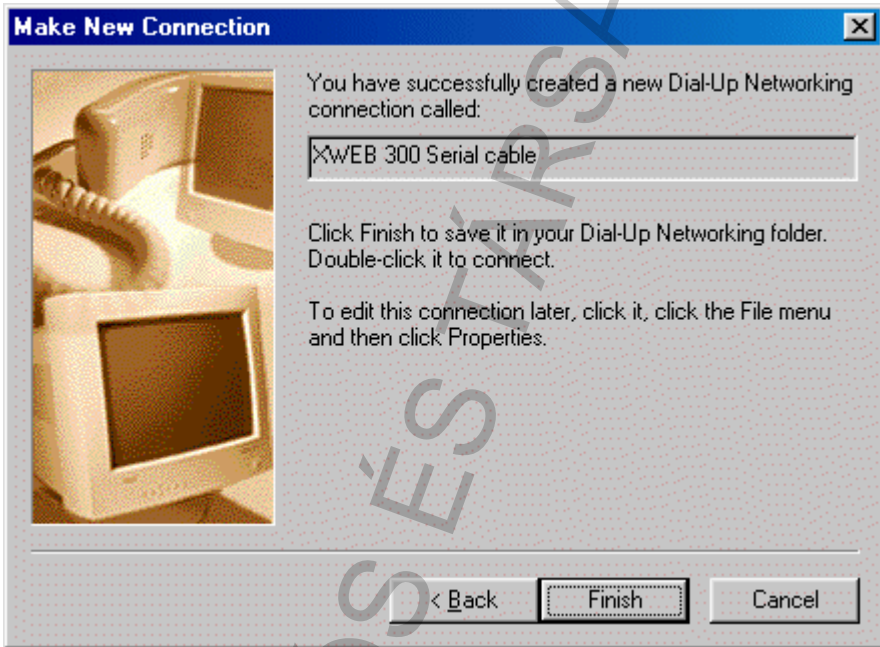 Make New Connection
You have successfully created a new Dial-Up Networking
connection called:
XWEB 300 Serial cable
Click Finish to save it in your Dial-Up Networking folder.
Double-click it to connect.
To edit this connection later, click it, click the File menu
and then click Properties.
< Back
Finish
Cancel
ÉS